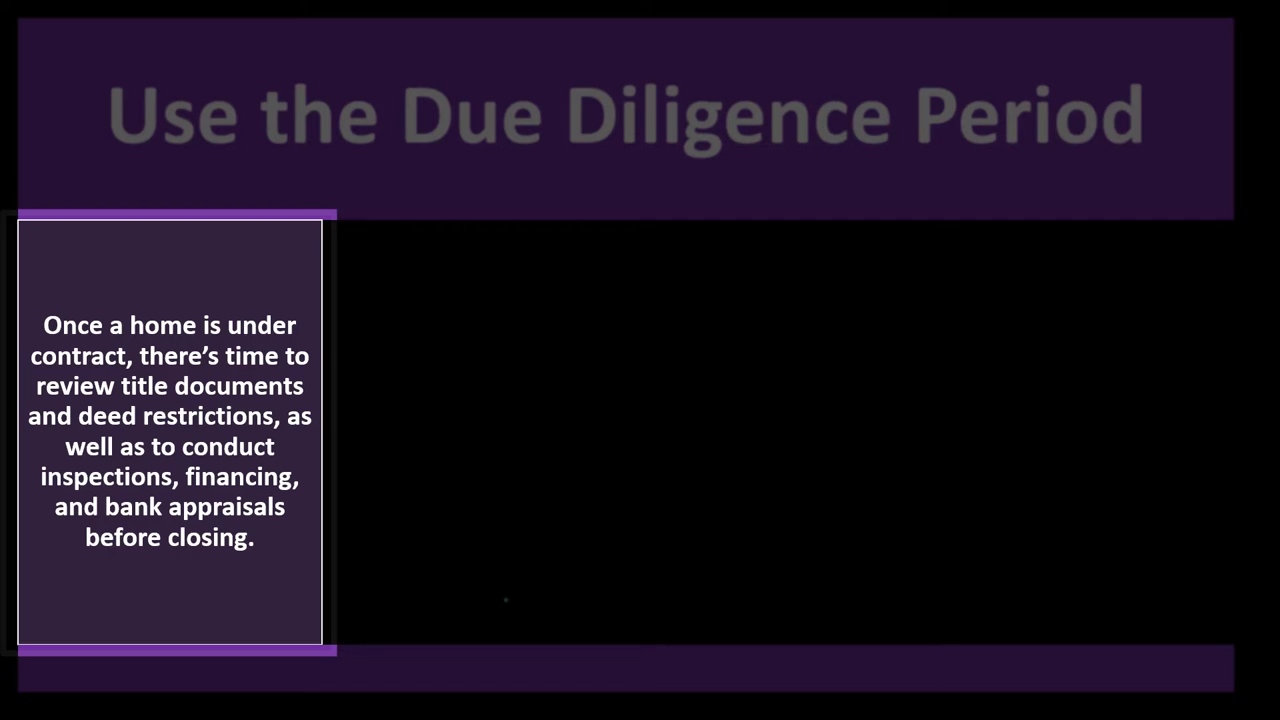 Use the Due Diligence Period
Once a home is under
contract, there’s time to
review title documents
and deed restrictions, as
well as to conduct
inspections, financing,
and bank appraisals
before closing.